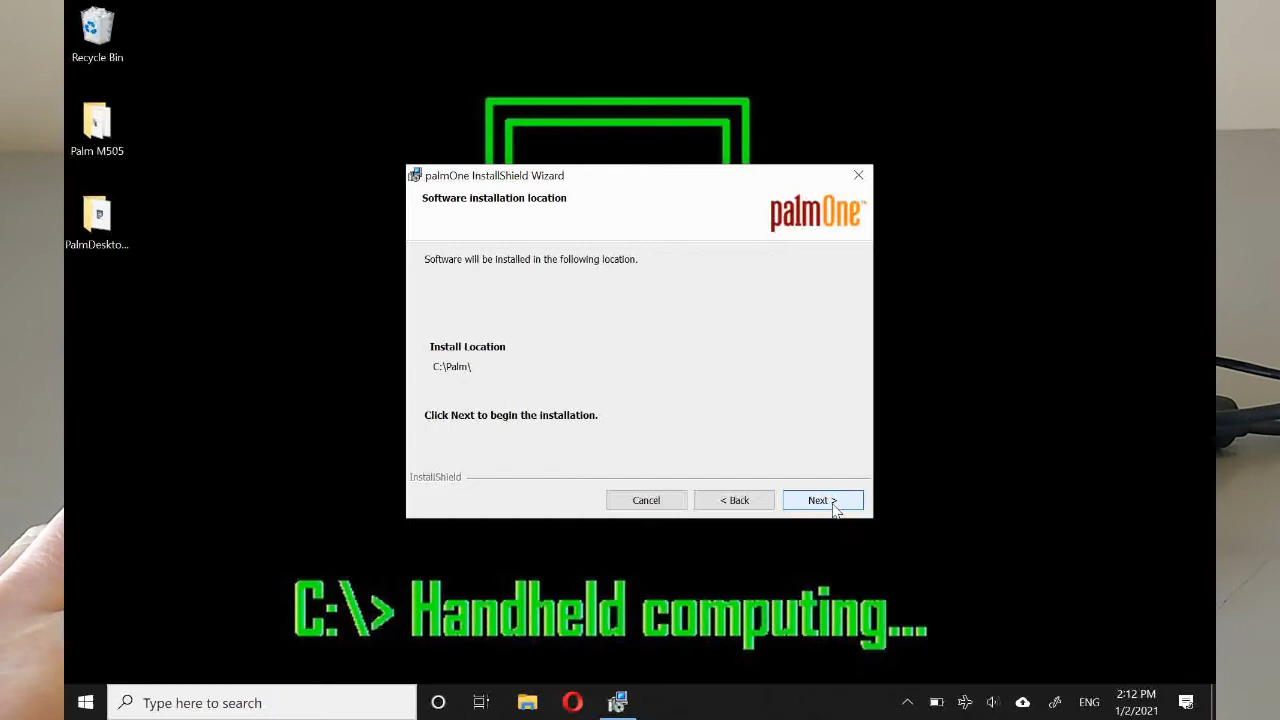 Recycle Bin
Palm M505
PalmDeskto...
palmOne InstallShield Wizard
Software installation location
palmOne™
Software will be installed in the following location.
Install Location
C:\Palm\
Click Next to begin the installation.
InstallShield
Cancel
< Back
Next >
C:\> Handheld computing...
Type here to search
ENG
2:12 PM
1/2/2021